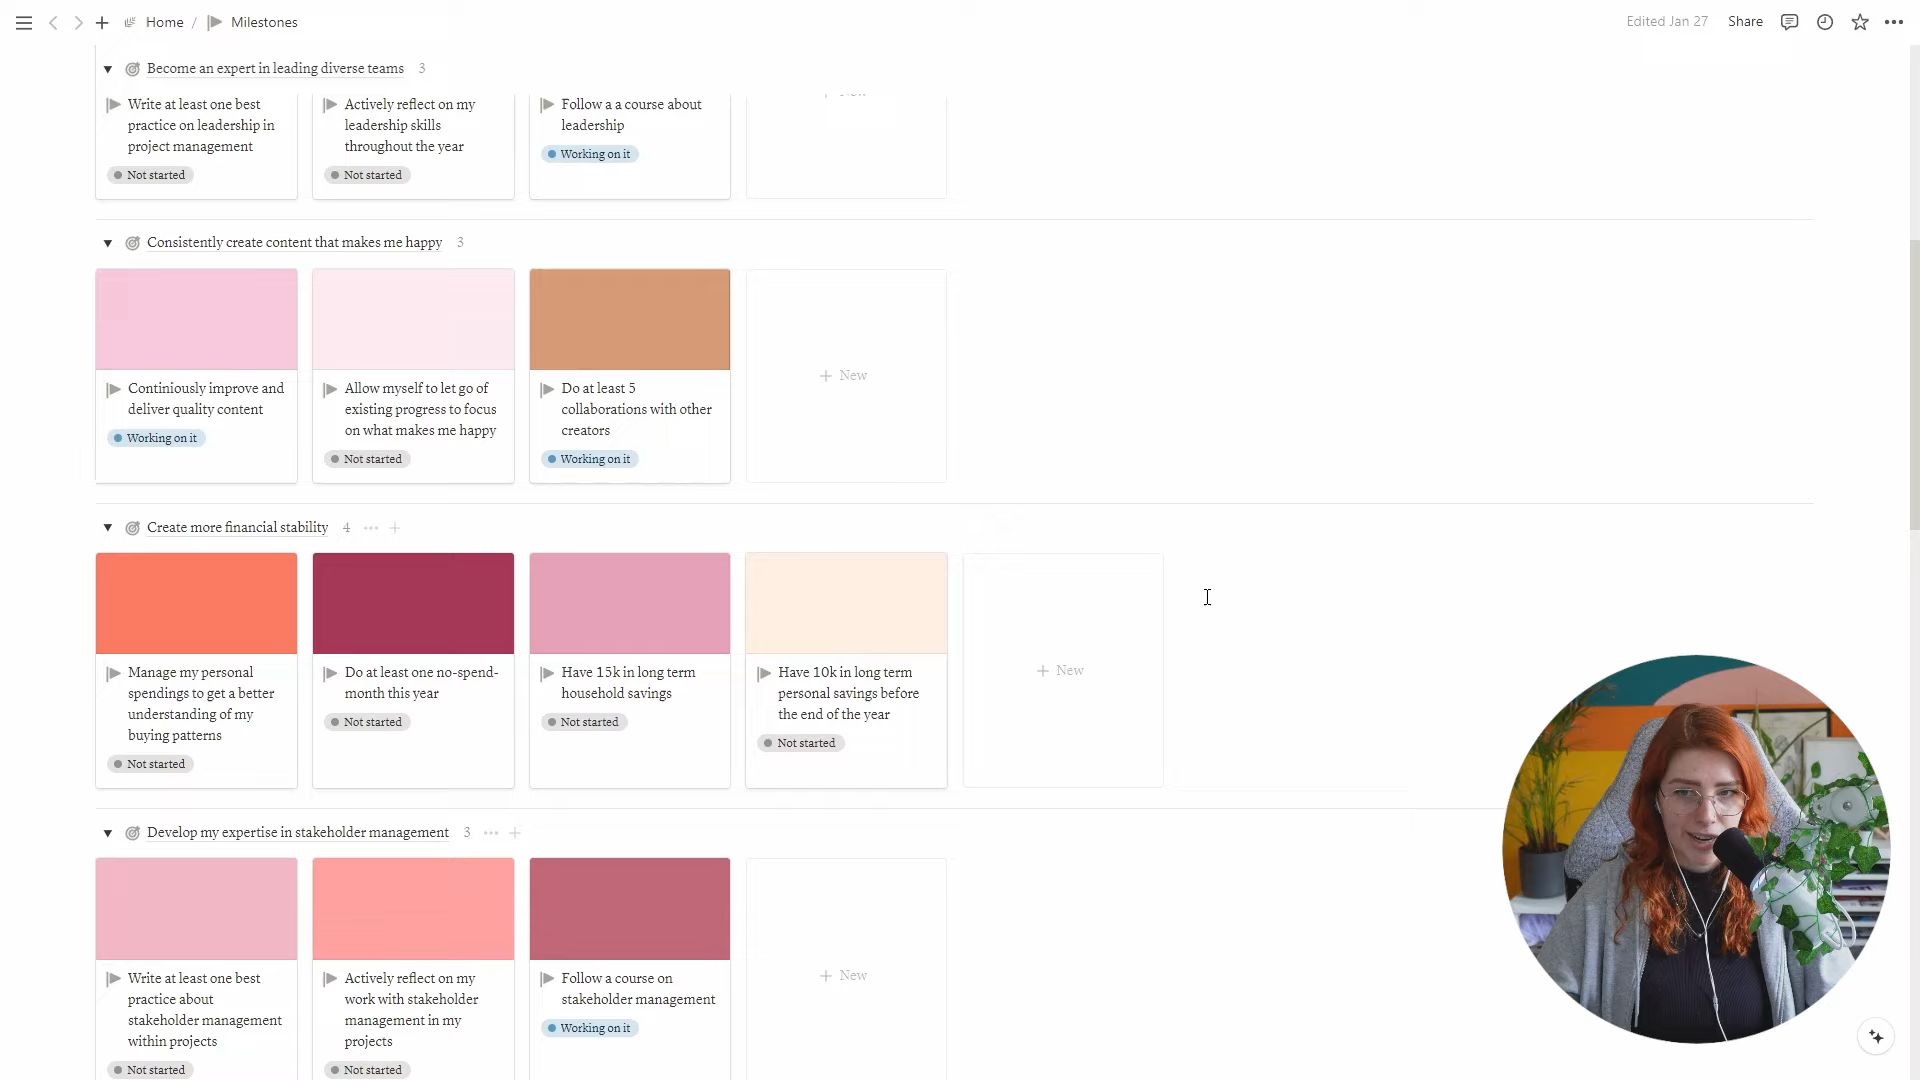 Home / Milestones
Edited Jan 27 Share
Become an expert in leading diverse teams 3
Write at least one best
practice on leadership in
project management
Not started
Actively reflect on my
leadership skills
throughout the year
Not started
Follow a a course about
leadership
Working on it
+ New
Consistently create content that makes me happy 3
Continiously improve and
deliver quality content
Working on it
Allow myself to let go of
existing progress to focus
on what makes me happy
Not started
Do at least 5
collaborations with other
creators
Working on it
+ New
Create more financial stability 4
Manage my personal
spendings to get a better
understanding of my
buying patterns
Not started
Do at least one no-spend-
month this year
Not started
Have 15k in long term
household savings
Not started
Have 10k in long term
personal savings before
the end of the year
Not started
+ New
Develop my expertise in stakeholder management 3
Write at least one best
practice about
stakeholder management
within projects
Not started
Actively reflect on my
work with stakeholder
management in my
projects
Not started
Follow a course on
stakeholder management
Working on it
+ New